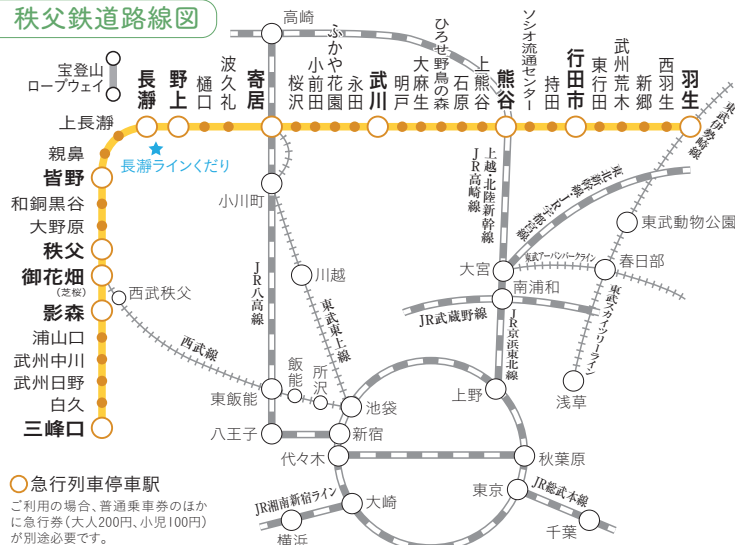 秩父鉄道路線図
高崎
宝登山
ロープウェイ
長瀞
野上
樋口
波久礼
寄居
桜沢
小前田
ふかや花園
永田
武川
明戸
大麻生
ひろせ野鳥の森
石原
上熊谷
熊谷
ソシオ流通センター
持田
行田市
東行田
武州荒木
新郷
西羽生
羽生
上長瀞
親鼻
皆野
和銅黒谷
大野原
秩父
御花畑
(芝桜)
影森
浦山口
武州中川
武州日野
白久
三峰口
長瀞ラインくだり
西武秩父
西武線
小川町
JR八高線
川越
東武東上線
東飯能
飯能
所沢
池袋
八王子
新宿
代々木
上越・北陸新幹線
JR高崎線
東北新幹線・JR宇都宮線
東武伊勢崎線
東武動物公園
大宮
東武アーバンパークライン
春日部
南浦和
JR武蔵野線
JR京浜東北線
東武スカイツリーライン
上野
浅草
秋葉原
東京
JR総武本線
千葉
JR湘南新宿ライン
大崎
横浜
急行列車停車駅
ご利用の場合、普通乗車券のほか
に急行券(大人200円、小児100円)
が別途必要です。